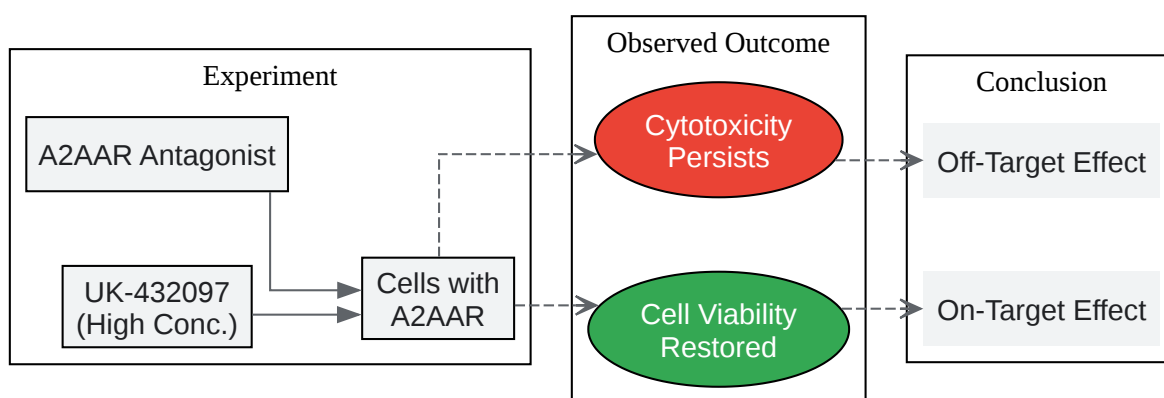 Experiment
A2AAR Antagonist
UK-432097
(High Conc.)
Cells with
A2AAR
Observed Outcome
Cytotoxicity
Persists
Cell Viability
Restored
Conclusion
Off-Target Effect
On-Target Effect